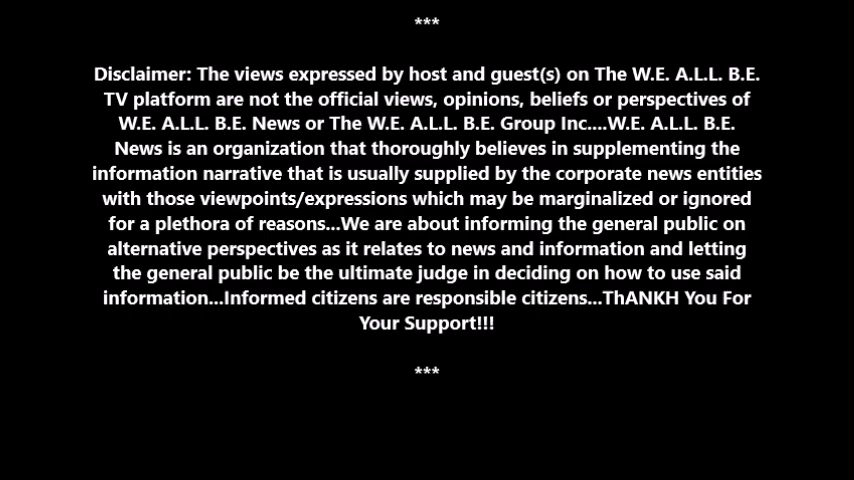 ***
Disclaimer: The views expressed by host and guest(s) on The W.E. A.L.L. B.E.
TV platform are not the official views, opinions, beliefs or perspectives of
W.E. A.L.L. B.E. News or The W.E. A.L.L. B.E. Group Inc....W.E. A.L.L. B.E.
News is an organization that thoroughly believes in supplementing the
information narrative that is usually supplied by the corporate news entities
with those viewpoints/expressions which may be marginalized or ignored
for a plethora of reasons...We are about informing the general public on
alternative perspectives as it relates to news and information and letting
the general public be the ultimate judge in deciding on how to use said
information...Informed citizens are responsible citizens...ThANKH You For
Your Support!!!
***